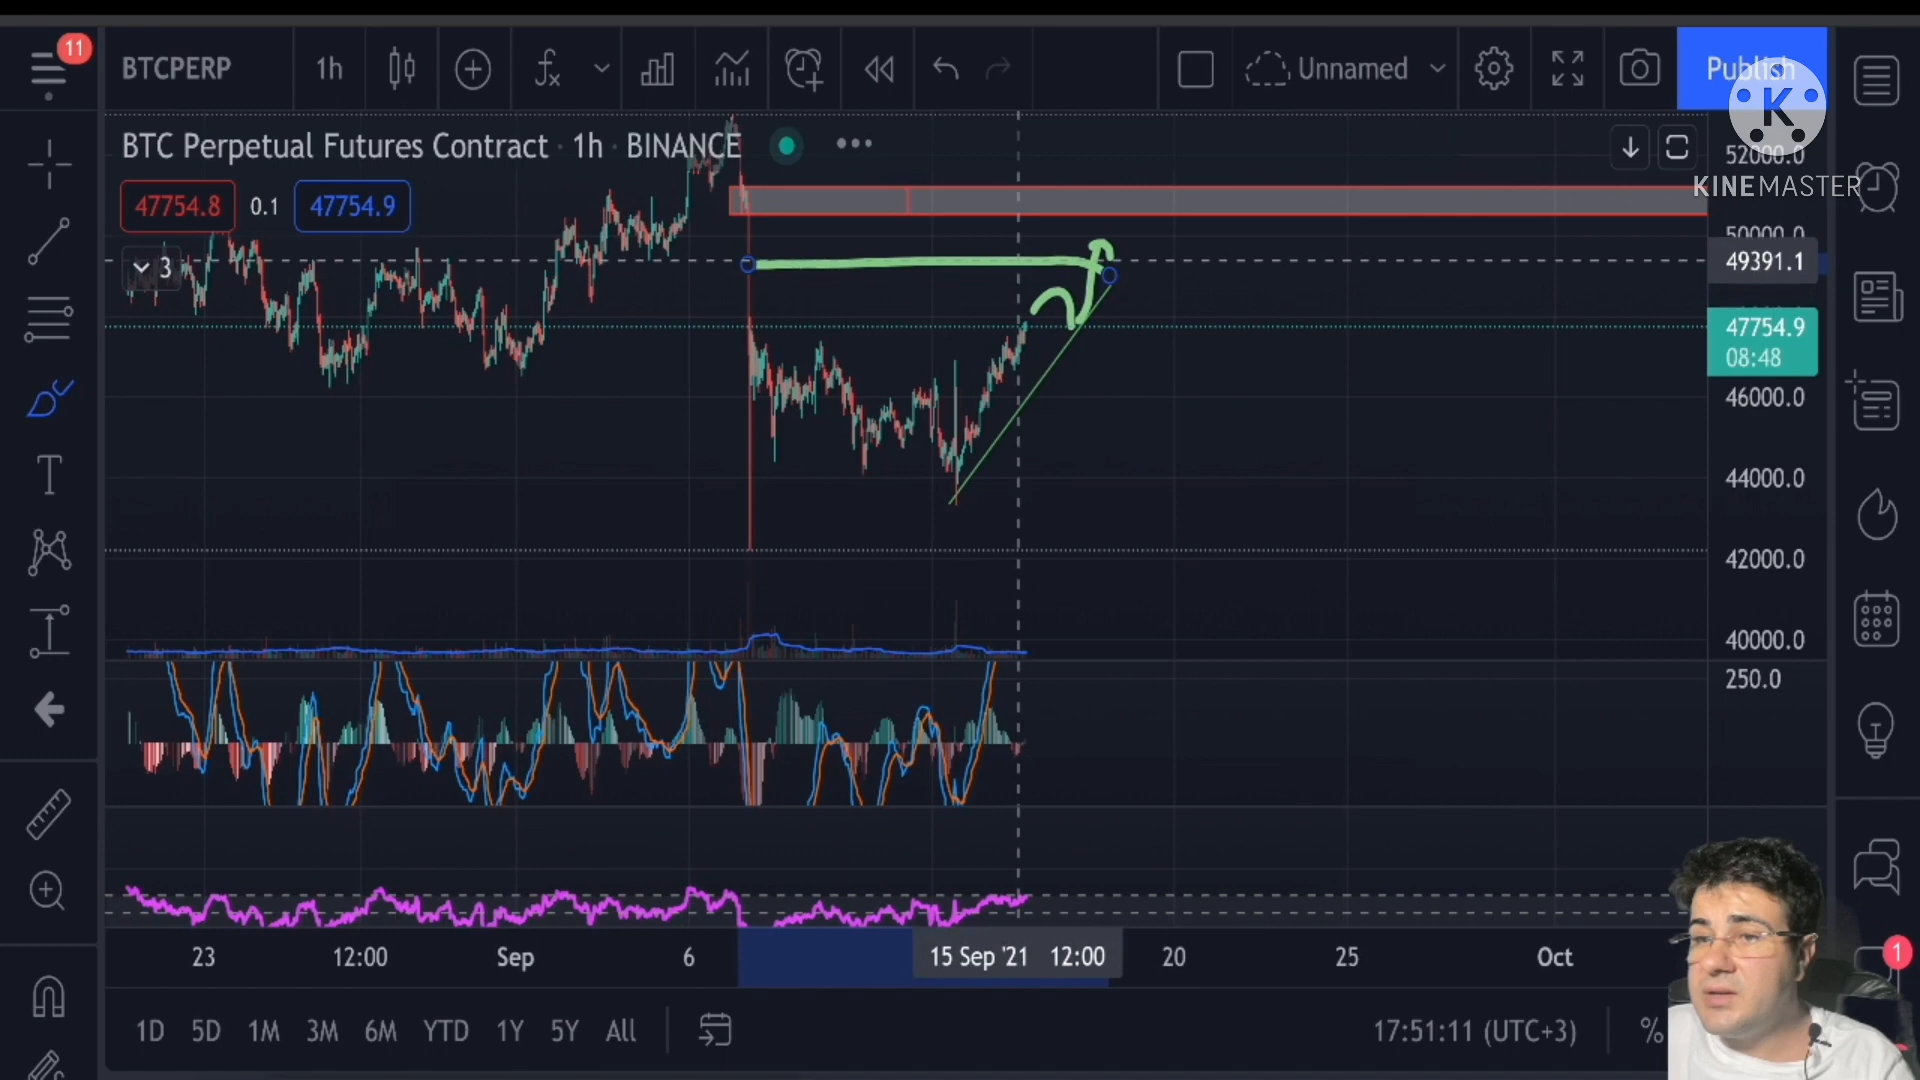 11
BTCPERP
1h
Unnamed
Publish
K
KINEMASTER
BTC Perpetual Futures Contract · 1h · BINANCE
47754.8
0.1
47754.9
3
52000.0
50000.0
49391.1
47754.9
08:48
46000.0
44000.0
42000.0
40000.0
250.0
23
12:00
Sep
6
15 Sep '21 12:00
20
25
Oct
1
1D
5D
1M
3M
6M
YTD
1Y
5Y
All
17:51:11 (UTC+3)
%